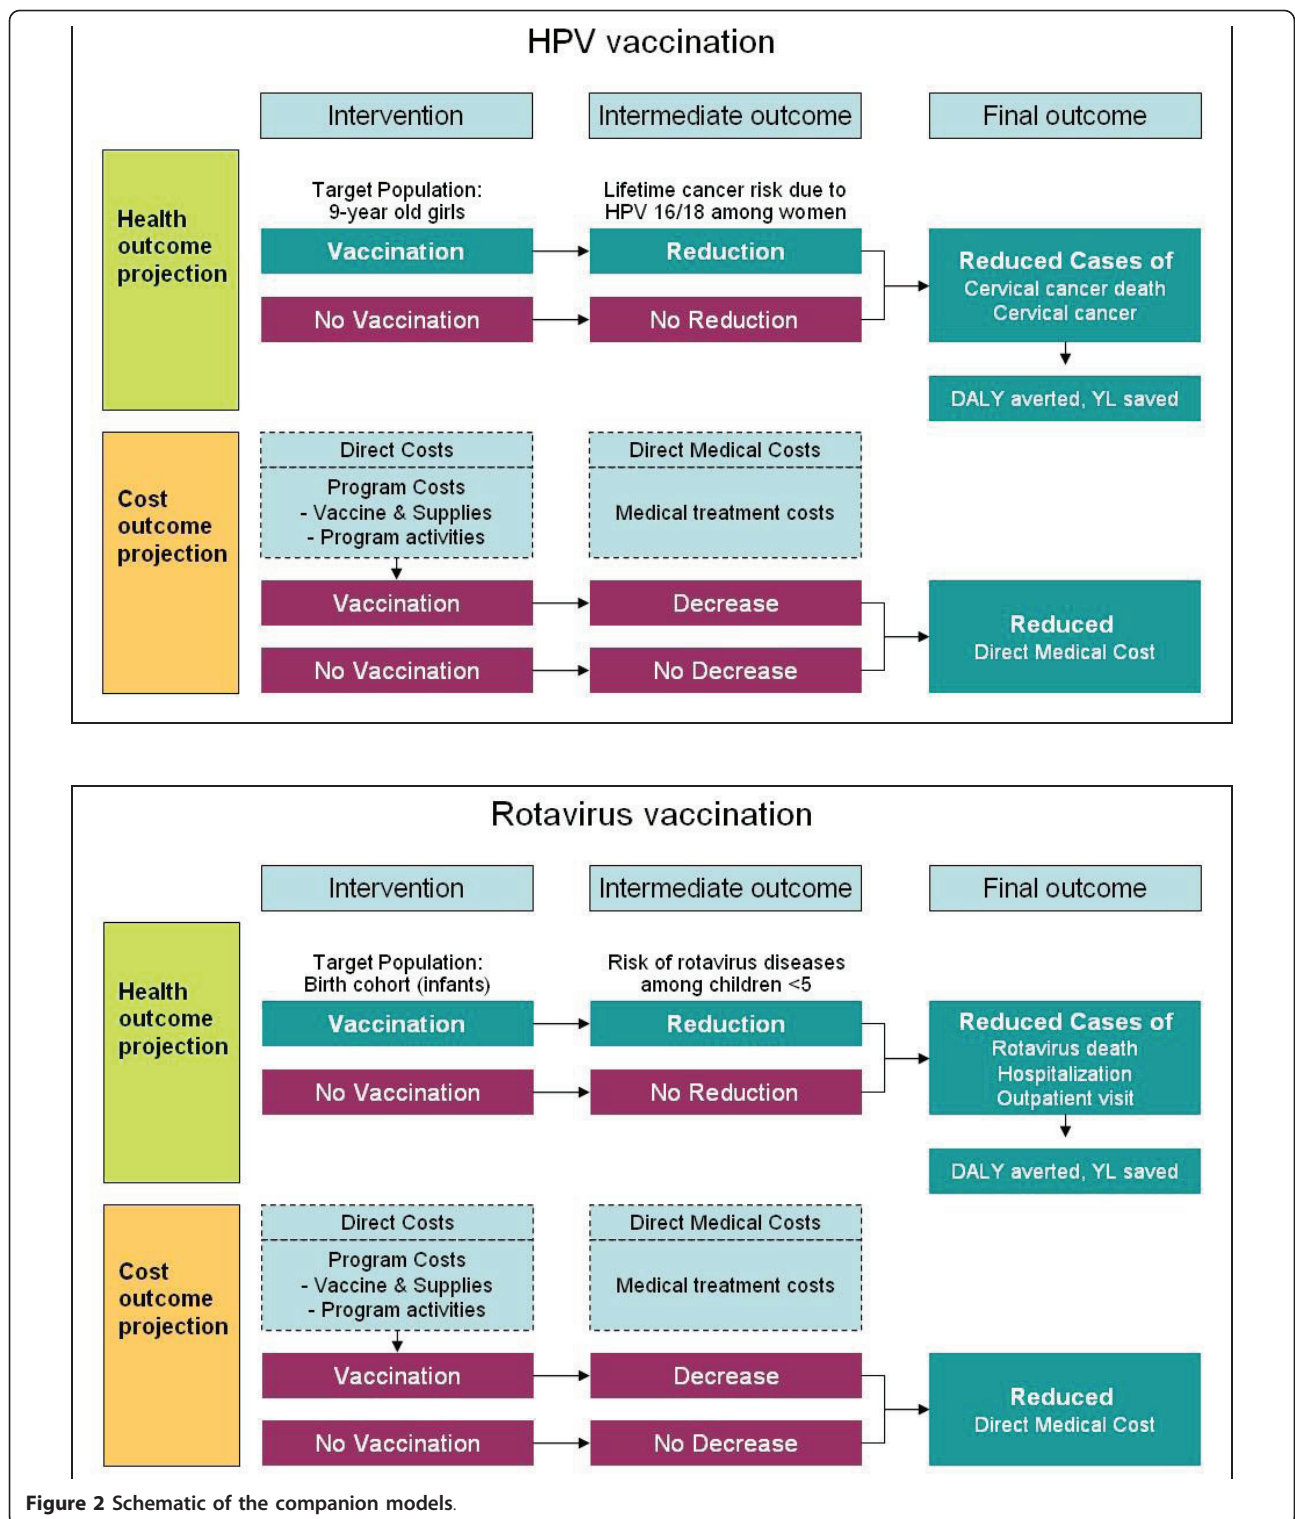 HPV vaccination
Intervention
Intermediate outcome
Final outcome
Health
outcome
projection
Target Population:
9-year old girls
Lifetime cancer risk due to
HPV 16/18 among women
Vaccination
Reduction
No Vaccination
No Reduction
Reduced Cases of
Cervical cancer death
Cervical cancer
DALY averted, YL saved
Cost
outcome
projection
Direct Costs
Program Costs
- Vaccine & Supplies
- Program activities
Direct Medical Costs
Medical treatment costs
Vaccination
Decrease
No Vaccination
No Decrease
Reduced
Direct Medical Cost
Rotavirus vaccination
Intervention
Intermediate outcome
Final outcome
Health
outcome
projection
Target Population:
Birth cohort (infants)
Risk of rotavirus diseases
among children <5
Vaccination
Reduction
No Vaccination
No Reduction
Reduced Cases of
Rotavirus death
Hospitalization
Outpatient visit
DALY averted, YL saved
Cost
outcome
projection
Direct Costs
Program Costs
- Vaccine & Supplies
- Program activities
Direct Medical Costs
Medical treatment costs
Vaccination
Decrease
No Vaccination
No Decrease
Reduced
Direct Medical Cost
Figure 2 Schematic of the companion models.